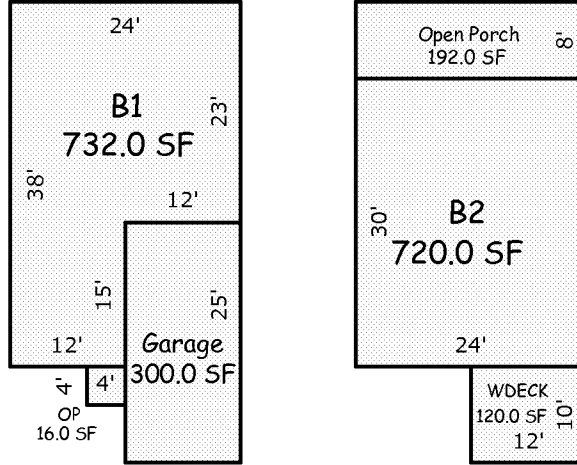 24'
B1
732.0 SF
23'
38'
12'
15'
25'
12'
Garage
300.0 SF
4'
4'
OP
16.0 SF
Open Porch
192.0 SF
8'
30'
B2
720.0 SF
24'
WDECK
120.0 SF
10'
12'